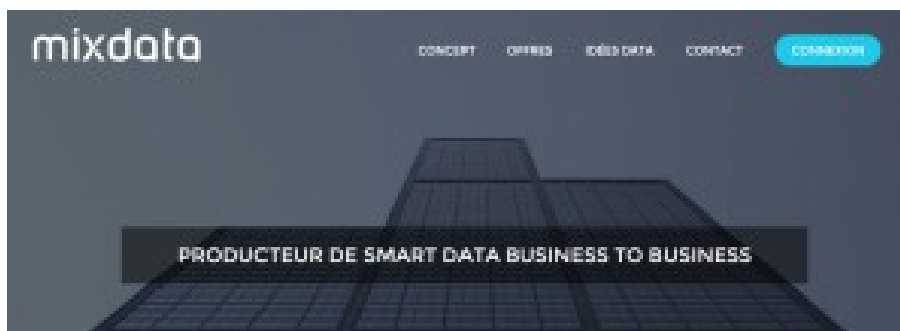 mixdata
CONCEPT OFFRES IDÉES DATA CONTACT CONNEXION
PRODUCTEUR DE SMART DATA BUSINESS TO BUSINESS